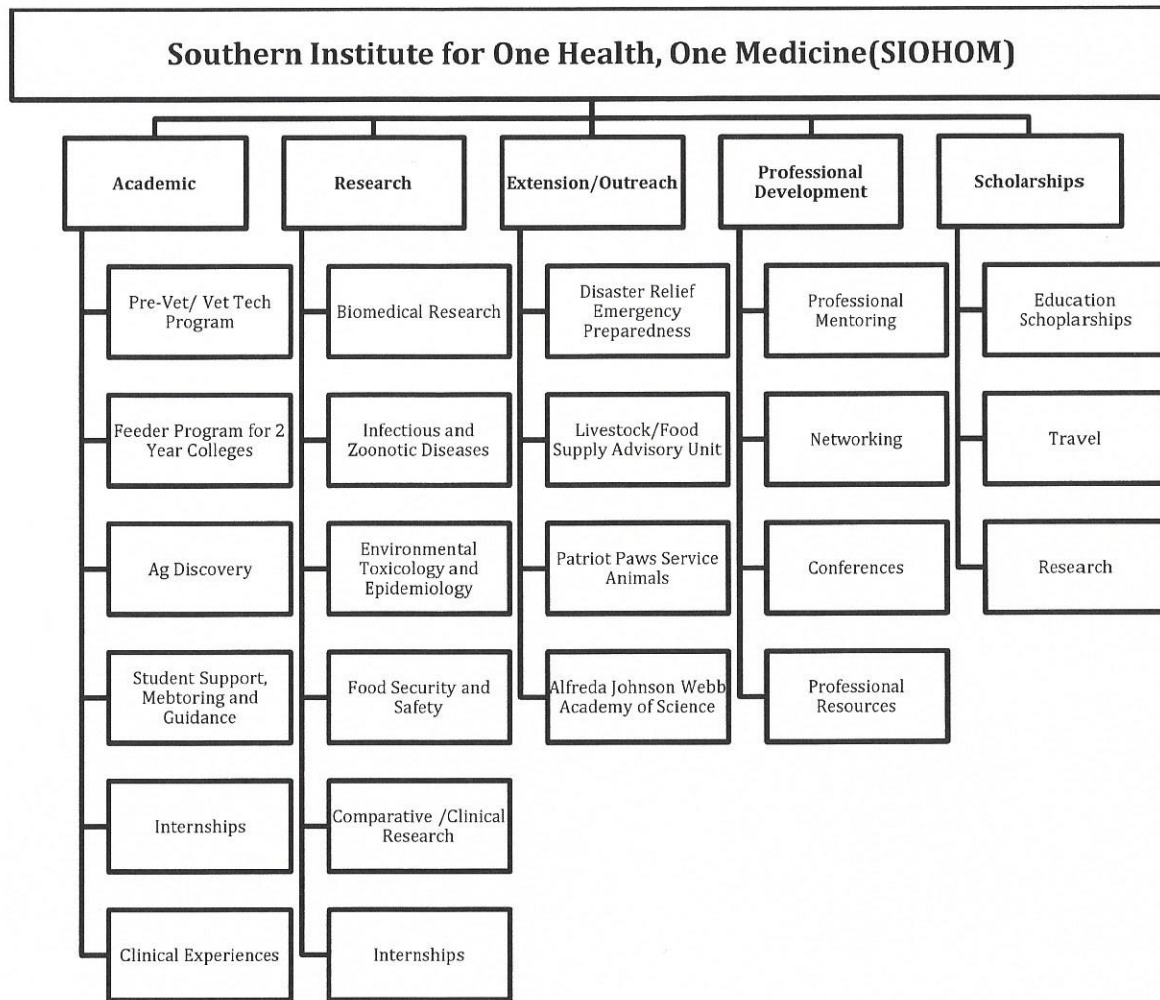 Southern Institute for One Health, One Medicine(SIOHOM)
Academic
Pre-Vet/ Vet Tech
Program
Feeder Program for 2
Year Colleges
Ag Discovery
Student Support,
Mebtoring and
Guidance
Internships
Clinical Experiences
Research
Biomedical Research
Infectious and
Zoonotic Diseases
Environmental
Toxicology and
Epidemiology
Food Security and
Safety
Comparative /Clinical
Research
Internships
Extension/Outreach
Disaster Relief
Emergency
Preparedness
Livestock/Food
Supply Advisory Unit
Patriot Paws Service
Animals
Alfreda Johnson Webb
Academy of Science
Professional
Development
Professional
Mentoring
Networking
Conferences
Professional
Resources
Scholarships
Education
Schoplarships
Travel
Research